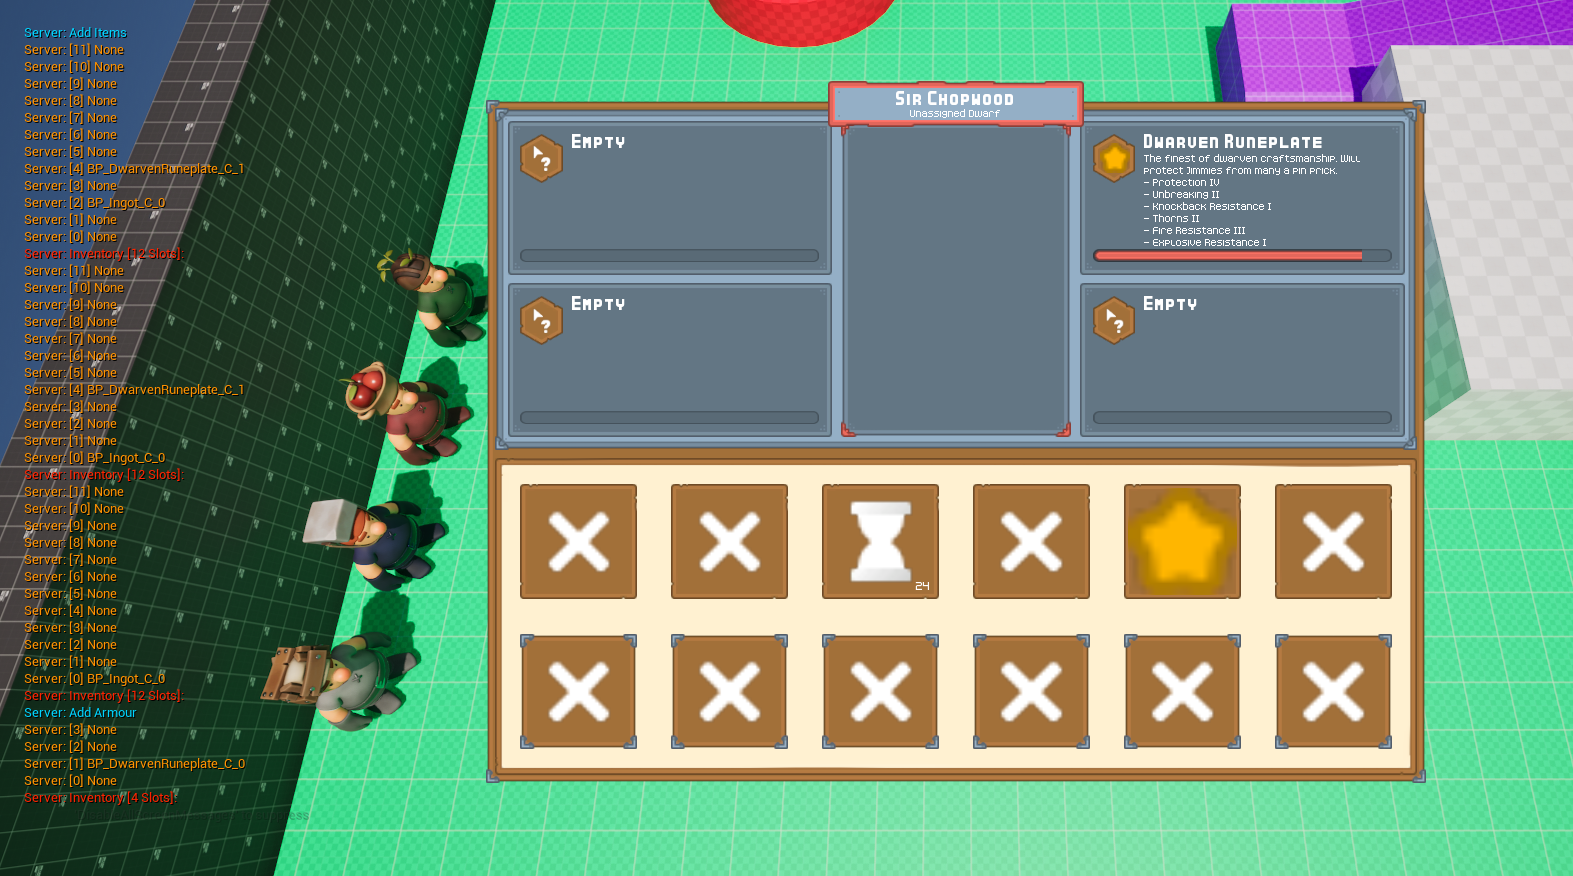 Server: Add Items
Server: [11] None
Server: [10] None
Server: [9] None
Server: [8] None
Server: [7] None
Server: [6] None
Server: [5] None
Server: [4] BP_DwarvenRuneplate_C_1
Server: [3] None
Server: [2] BP_Ingot_C_0
Server: [1] None
Server: [0] None
Server: Inventory [12 Slots]:
Server: [11] None
Server: [10] None
Server: [9] None
Server: [8] None
Server: [7] None
Server: [6] None
Server: [5] None
Server: [4] BP_DwarvenRuneplate_C_1
Server: [3] None
Server: [2] None
Server: [1] None
Server: [0] BP_Ingot_C_0
Server: Inventory [12 Slots]:
Server: [11] None
Server: [10] None
Server: [9] None
Server: [8] None
Server: [7] None
Server: [6] None
Server: [5] None
Server: [4] None
Server: [3] None
Server: [2] None
Server: [1] None
Server: [0] BP_Ingot_C_0
Server: Inventory [12 Slots]:
Server: Add Armour
Server: [3] None
Server: [2] None
Server: [1] BP_DwarvenRuneplate_C_0
Server: [0] None
Server: Inventory [4 Slots]:
Sir Chopwood
Unassigned Dwarf
Empty
Dwarven Runeplate
The finest of dwarven craftsmanship. Will
protect Jimmies from many a pin prick.
- Protection IV
- Unbreaking II
- Knockback Resistance I
- Thorns II
- Fire Resistance III
- Explosive Resistance I
Empty
Empty
24